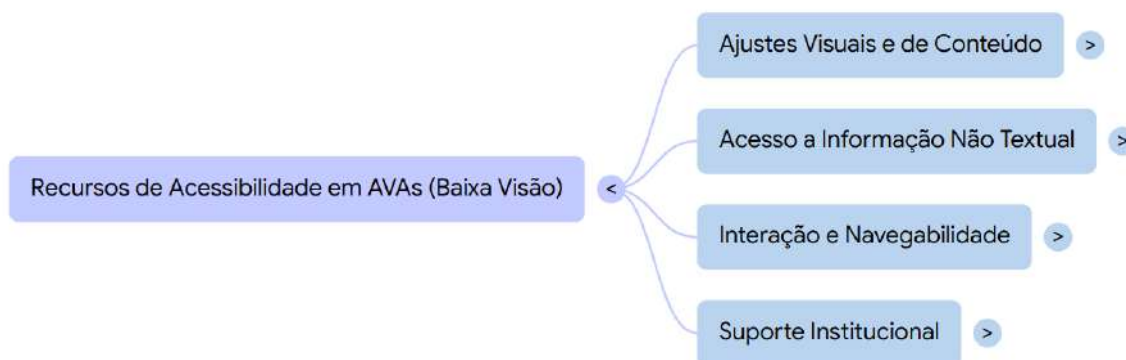 Ajustes Visuais e de Conteúdo >
Acesso a Informação Não Textual >
Recursos de Acessibilidade em AVAs (Baixa Visão) <
Interação e Navegabilidade >
Suporte Institucional >